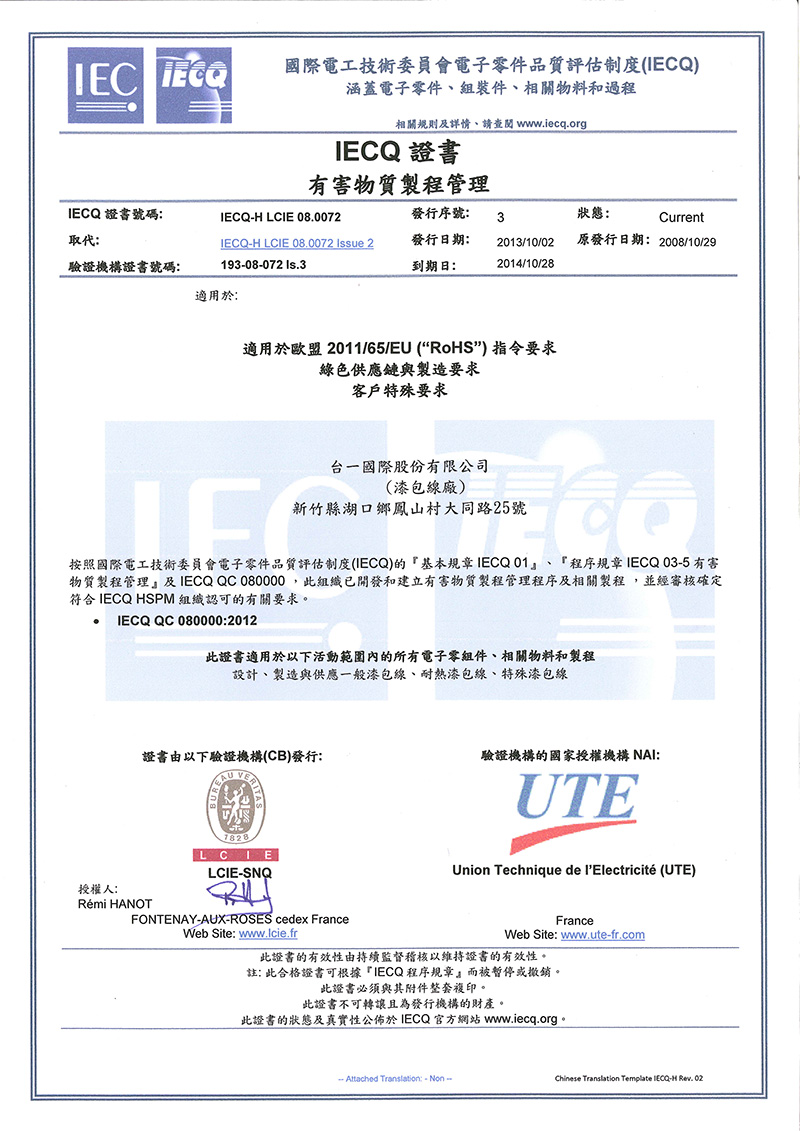 IEC
IECQ
國際電工技術委員會電子零件品質評估制度(IECQ)
涵蓋電子零件、組裝件、相關物料和過程
相關規則及詳情、請查閱 www.iecq.org
IECQ 證書
有害物質製程管理
IECQ 證書號碼: IECQ-H LCIE 08.0072 發行序號: 3 狀態: Current
取代: IECQ-H LCIE 08.0072 Issue 2 發行日期: 2013/10/02 原發行日期: 2008/10/29
驗證機構證書號碼: 193-08-072 Is.3 到期日: 2014/10/28
適用於:
適用於歐盟 2011/65/EU (“RoHS”) 指令要求
綠色供應鏈與製造要求
客戶特殊要求
IEC
IECQ
台一國際股份有限公司
(漆包線廠)
新竹縣湖口鄉鳳山村大同路25號
按照國際電工技術委員會電子零件品質評估制度(IECQ)的『基本規章 IECQ 01』、『程序規章 IECQ 03-5 有害
物質製程管理』及 IECQ QC 080000 ，此組織已開發和建立有害物質製程管理程序及相關製程 ，並經審核確定
符合 IECQ HSPM 組織認可的有關要求。
• IECQ QC 080000:2012
此證書適用於以下活動範圍內的所有電子零組件、相關物料和製程
設計、製造與供應一般漆包線、耐熱漆包線、特殊漆包線
證書由以下驗證機構(CB)發行: 驗證機構的國家授權機構 NAI:
BUREAU VERITAS
1828
LCIE
UTE
LCIE-SNQ
Union Technique de l’Electricité (UTE)
授權人:
Rémi HANOT
FONTENAY-AUX-ROSES cedex France
France
Web Site: www.lcie.fr
Web Site: www.ute-fr.com
此證書的有效性由持續監督稽核以維持證書的有效性。
註: 此合格證書可根據『IECQ 程序規章』而被暫停或撤銷。
此證書必須與其附件整套複印。
此證書不可轉讓且為發行機構的財產。
此證書的狀態及真實性公佈於 IECQ 官方網站 www.iecq.org。
-- Attached Translation: - Non --
Chinese Translation Template IECQ-H Rev. 02